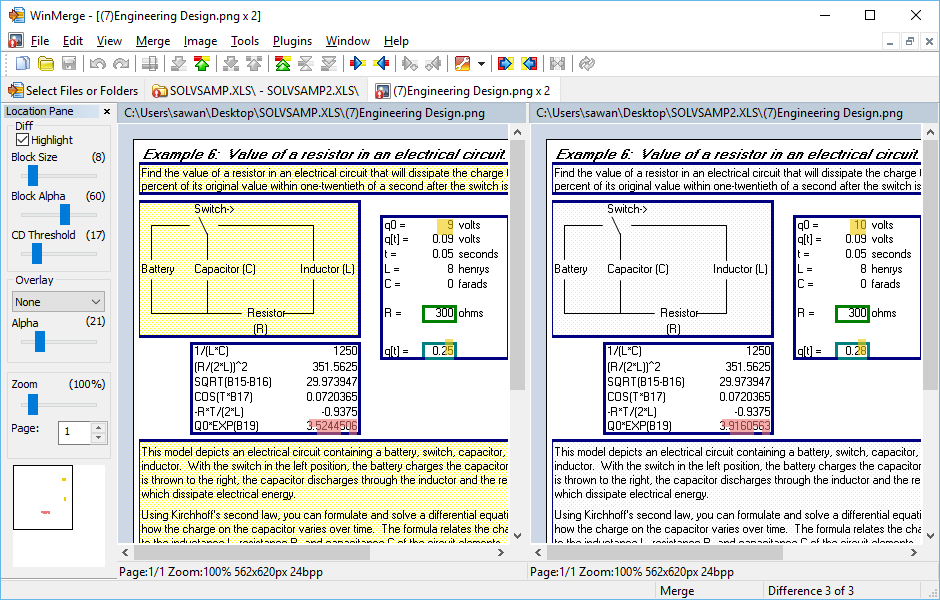 WinMerge - [(7)Engineering Design.png x 2]
File Edit View Merge Image Tools Plugins Window Help
Select Files or Folders
SOLVSAMP.XLS\ - SOLVSAMP2.XLS\
(7)Engineering Design.png x 2
Location Pane
Diff
Highlight
Block Size (8)
Block Alpha (60)
CD Threshold (17)
Overlay
None
Alpha (21)
Zoom (100%)
Page: 1
C:\Users\sawan\Desktop\SOLVSAMP.XLS\(7)Engineering Design.png
Example 6: Value of a resistor in an electrical circuit.
Find the value of a resistor in an electrical circuit that will dissipate the charge
percent of its original value within one-twentieth of a second after the switch is
Switch->
Battery Capacitor (C) Inductor (L)
Resistor
(R)
q0 = 9 volts
q[t] = 0.09 volts
t = 0.05 seconds
L = 8 henrys
C = 0 farads
R = 300 ohms
q[t] = 0.25
1/(L*C) 1250
(R/(2*L))^2 351.5625
SQRT(B15-B16) 29.973947
COS(T*B17) 0.0720365
-R*T/(2*L) -0.9375
Q0*EXP(B19) 3.5244506
This model depicts an electrical circuit containing a battery, switch, capacitor,
inductor. With the switch in the left position, the battery charges the capacitor
is thrown to the right, the capacitor discharges through the inductor and the re
which dissipate electrical energy.
Using Kirchhoff's second law, you can formulate and solve a differential equati
how the charge on the capacitor varies over time. The formula relates the cha
to the inductance L, resistance R, and capacitance C of the circuit elements.
Page:1/1 Zoom:100% 562x620px 24bpp
C:\Users\sawan\Desktop\SOLVSAMP2.XLS\(7)Engineering Design.png
Example 6: Value of a resistor in an electrical circuit.
Find the value of a resistor in an electrical circuit that will dissipate the charge
percent of its original value within one-twentieth of a second after the switch is
Switch->
Battery Capacitor (C) Inductor (L)
Resistor
(R)
q0 = 10 volts
q[t] = 0.09 volts
t = 0.05 seconds
L = 8 henrys
C = 0 farads
R = 300 ohms
q[t] = 0.28
1/(L*C) 1250
(R/(2*L))^2 351.5625
SQRT(B15-B16) 29.973947
COS(T*B17) 0.0720365
-R*T/(2*L) -0.9375
Q0*EXP(B19) 3.9160563
This model depicts an electrical circuit containing a battery, switch, capacitor,
inductor. With the switch in the left position, the battery charges the capacitor
is thrown to the right, the capacitor discharges through the inductor and the re
which dissipate electrical energy.
Using Kirchhoff's second law, you can formulate and solve a differential equati
how the charge on the capacitor varies over time. The formula relates the cha
to the inductance L, resistance R, and capacitance C of the circuit elements.
Page:1/1 Zoom:100% 562x620px 24bpp
Merge
Difference 3 of 3